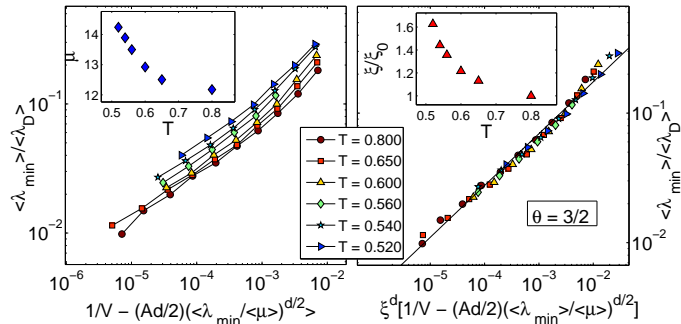 14
13
12
μ
0.5 0.6 0.7 0.8
T
10⁻¹
10⁻²
<λ_min>/<λ_D>
10⁻⁶ 10⁻⁵ 10⁻⁴ 10⁻³ 10⁻²
1/V − (Ad/2)(<λ_min/<μ>)^{d/2}>
T = 0.800
T = 0.650
T = 0.600
T = 0.560
T = 0.540
T = 0.520
1.6
1.4
1.2
1
ξ/ξ₀
0.5 0.6 0.7 0.8
T
θ = 3/2
10⁻¹
10⁻²
<λ_min>/<λ_D>
10⁻⁵ 10⁻⁴ 10⁻³ 10⁻²
ξ^d[1/V − (Ad/2)(<λ_min>/<μ>)^{d/2}]